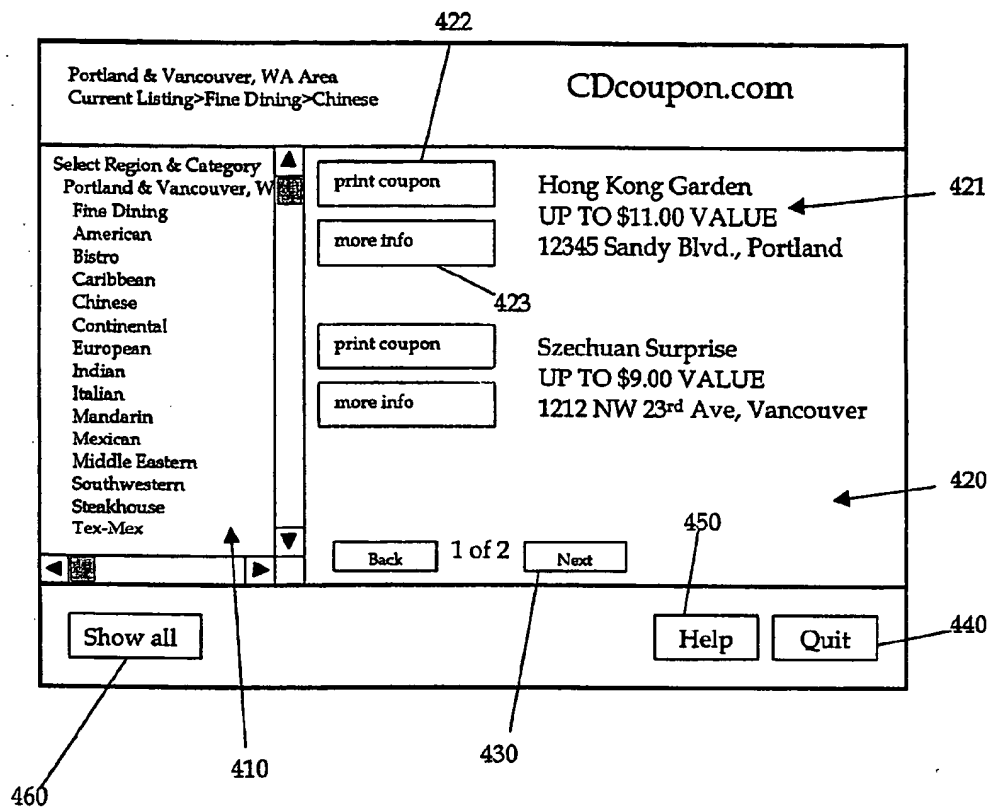 422
Portland & Vancouver, WA Area
Current Listing>Fine Dining>Chinese
CDcoupon.com
Select Region & Category
Portland & Vancouver, W
Fine Dining
American
Bistro
Caribbean
Chinese
Continental
European
Indian
Italian
Mandarin
Mexican
Middle Eastern
Southwestern
Steakhouse
Tex-Mex
print coupon
more info
Hong Kong Garden
UP TO $11.00 VALUE
12345 Sandy Blvd., Portland
421
423
print coupon
more info
Szechuan Surprise
UP TO $9.00 VALUE
1212 NW 23rd Ave, Vancouver
420
450
Back 1 of 2 Next
Show all
Help
Quit
440
460
410
430